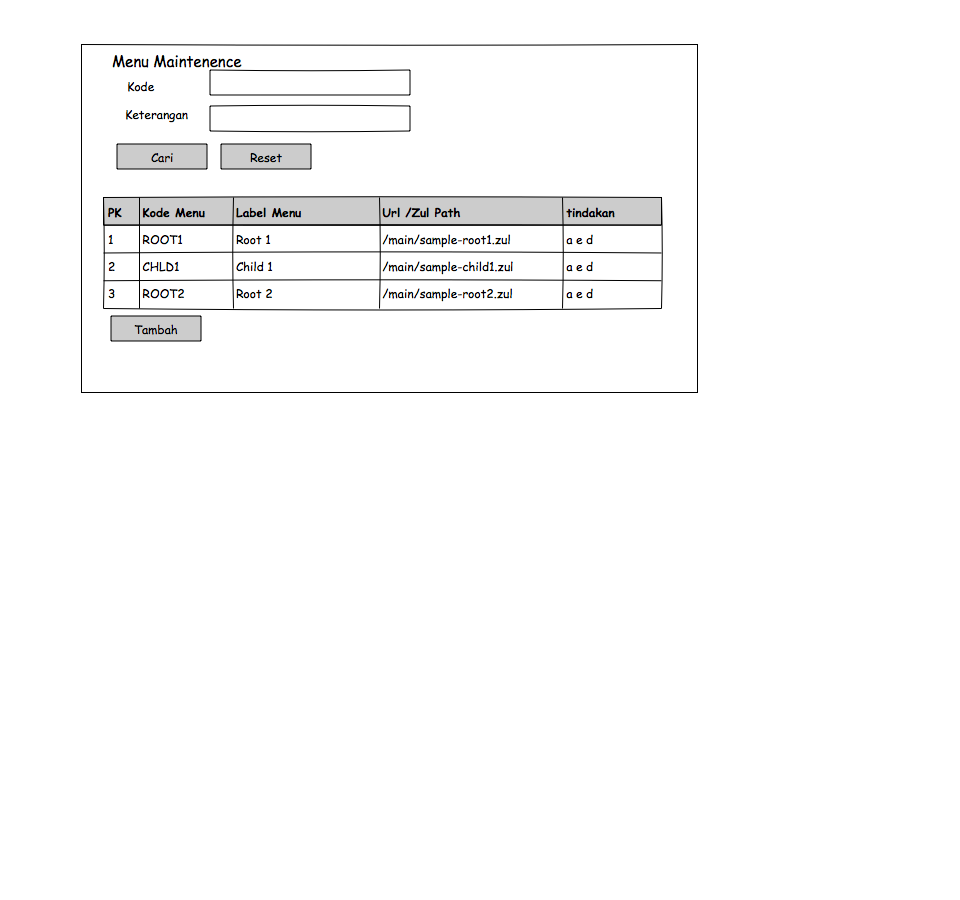 Menu Maintenence
Kode
Keterangan
Cari Reset
PK Kode Menu Label Menu Url /Zul Path tindakan
1 ROOT1 Root 1 /main/sample-root1.zul a e d
2 CHLD1 Child 1 /main/sample-child1.zul a e d
3 ROOT2 Root 2 /main/sample-root2.zul a e d
Tambah